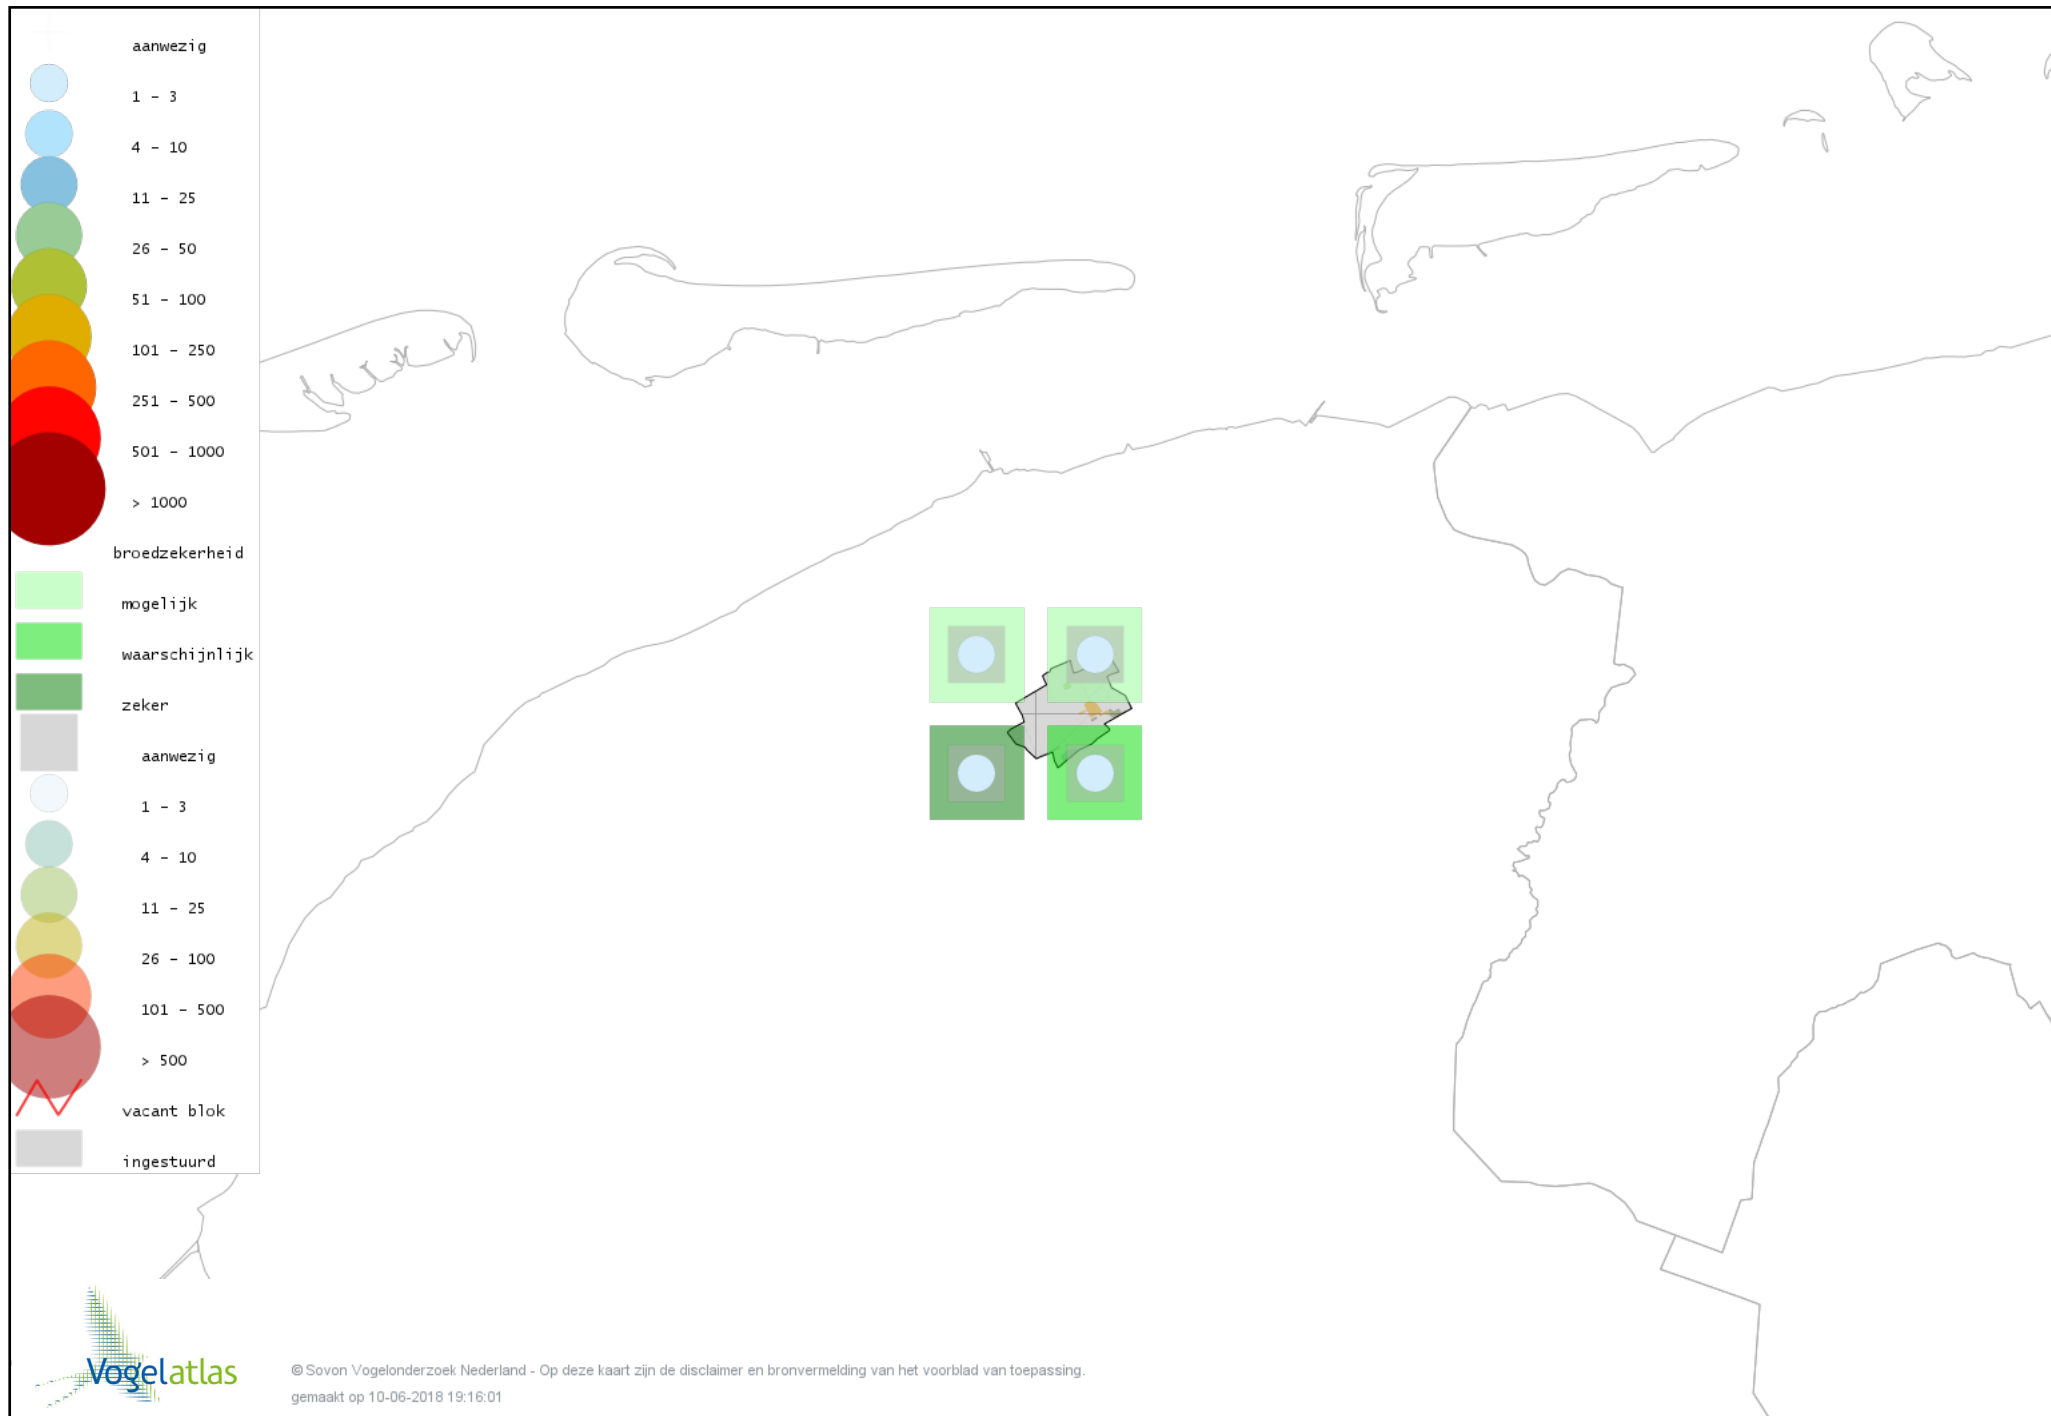 aanwezig
1 - 3
4 - 10
11 - 25
26 - 50
51 - 100
101 - 250
251 - 500
501 - 1000
> 1000
broedzekerheid
mogelijk
waarschijnlijk
zeker
aanwezig
1 - 3
4 - 10
11 - 25
26 - 100
101 - 500
> 500
vacant blok
ingestuurd
Vogelatlas
© Sovon Vogelonderzoek Nederland - Op deze kaart zijn de disclaimer en bronvermelding van het voorblad van toepassing.
gemaakt op 10-06-2018 19:16:01